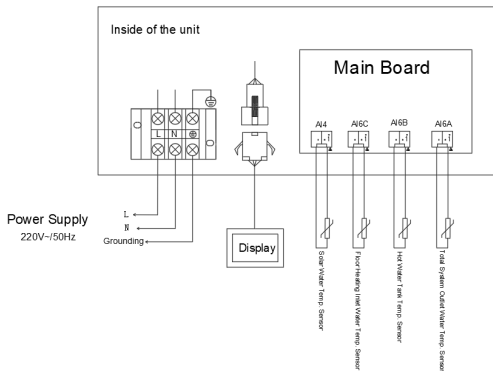 Inside of the unit
Main Board
AI4
AI6C
AI6B
AI6A
L
N
L
N
Grounding
Power Supply
220V~/50Hz
Display
Solar Water Temp. Sensor
Floor Heating Inlet Water Temp. Sensor
Hot Water Tank Temp. Sensor
Total System Outlet Water Temp. Sensor